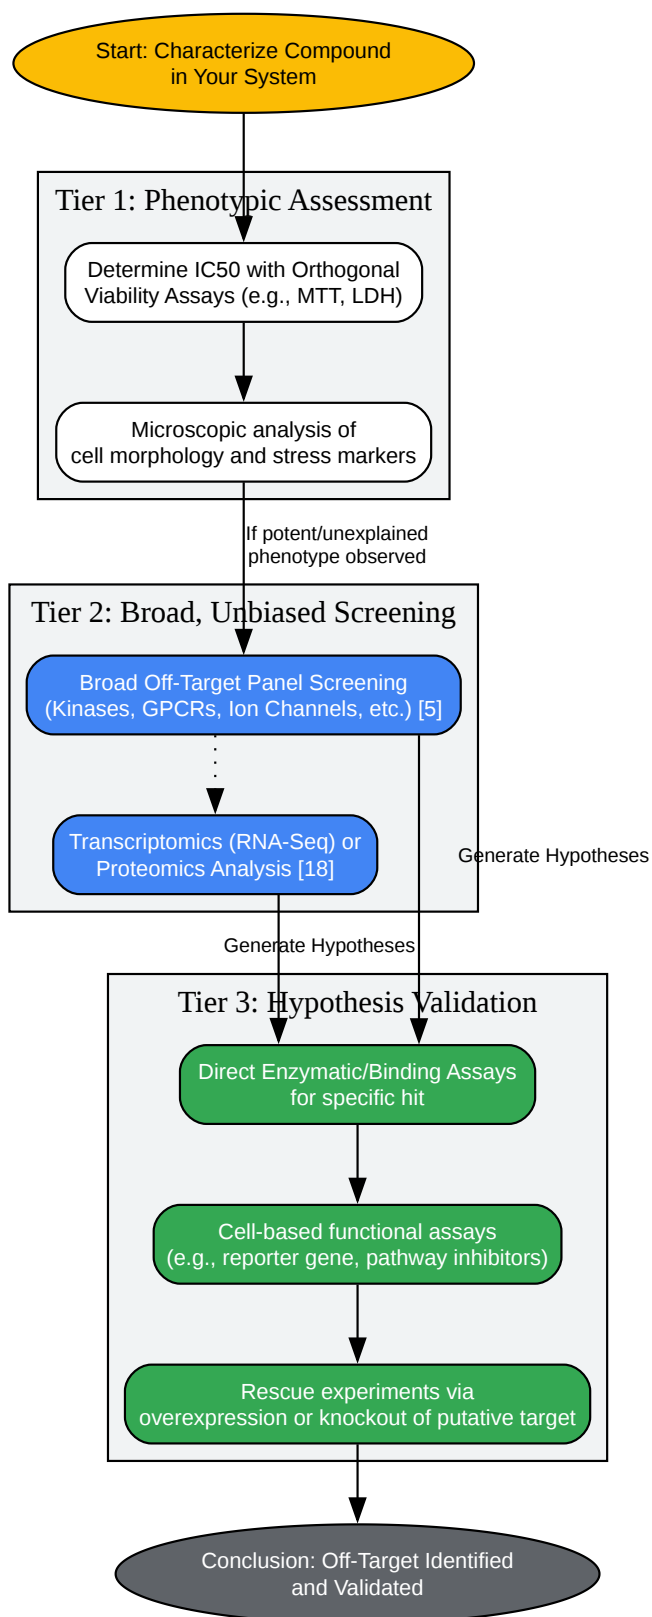 Start: Characterize Compound
in Your System
Tier 1: Phenotypic Assessment
Determine IC50 with Orthogonal
Viability Assays (e.g., MTT, LDH)
Microscopic analysis of
cell morphology and stress markers
If potent/unexplained
phenotype observed
Tier 2: Broad, Unbiased Screening
Broad Off-Target Panel Screening
(Kinases, GPCRs, Ion Channels, etc.) [5]
Transcriptomics (RNA-Seq) or
Proteomics Analysis [18]
Generate Hypotheses
Generate Hypotheses
Tier 3: Hypothesis Validation
Direct Enzymatic/Binding Assays
for specific hit
Cell-based functional assays
(e.g., reporter gene, pathway inhibitors)
Rescue experiments via
overexpression or knockout of putative target
Conclusion: Off-Target Identified
and Validated